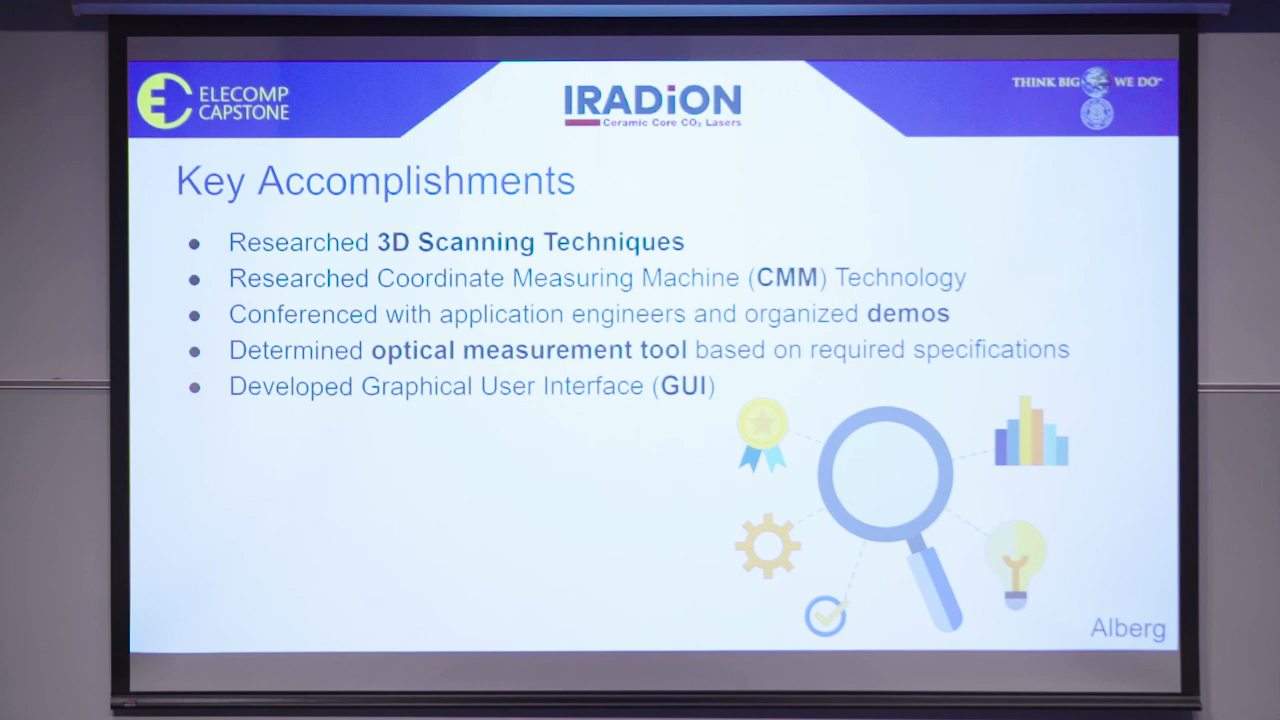 ELECOMP
CAPSTONE
IRADiON
Ceramic Core CO₂ Lasers
THINK BIG WE DO℠
Key Accomplishments
● Researched 3D Scanning Techniques
● Researched Coordinate Measuring Machine (CMM) Technology
● Conferenced with application engineers and organized demos
● Determined optical measurement tool based on required specifications
● Developed Graphical User Interface (GUI)
Alberg